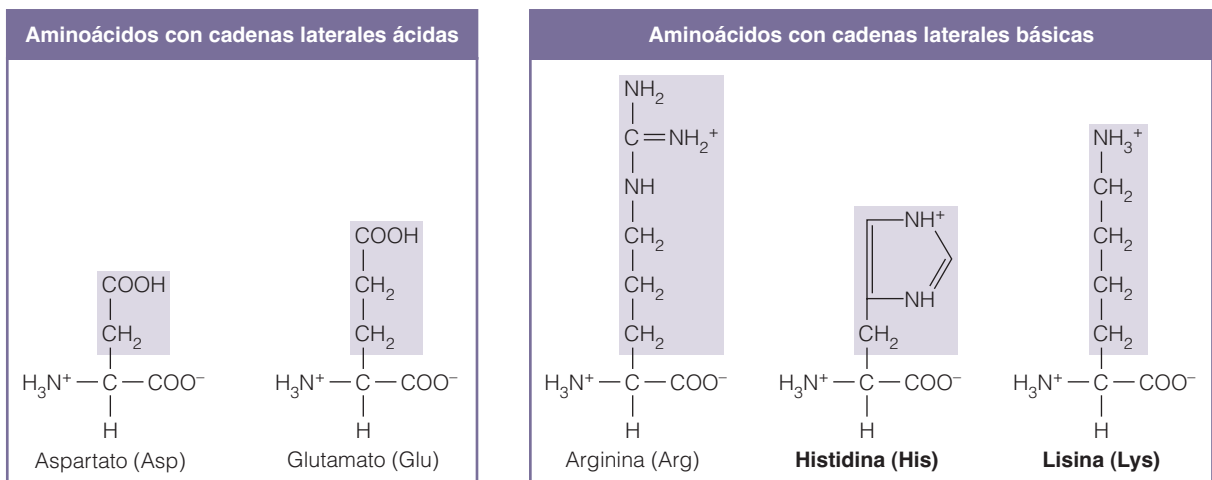 Aminoácidos con cadenas laterales ácidas
COOH
CH₂
H₃N⁺ — C — COO⁻
H
Aspartato (Asp)
COOH
CH₂
CH₂
H₃N⁺ — C — COO⁻
H
Glutamato (Glu)
Aminoácidos con cadenas laterales básicas
NH₂
C=NH₂⁺
NH
CH₂
CH₂
CH₂
H₃N⁺ — C — COO⁻
H
Arginina (Arg)
NH⁺
NH
CH₂
H₃N⁺ — C — COO⁻
H
Histidina (His)
NH₃⁺
CH₂
CH₂
CH₂
CH₂
H₃N⁺ — C — COO⁻
H
Lisina (Lys)